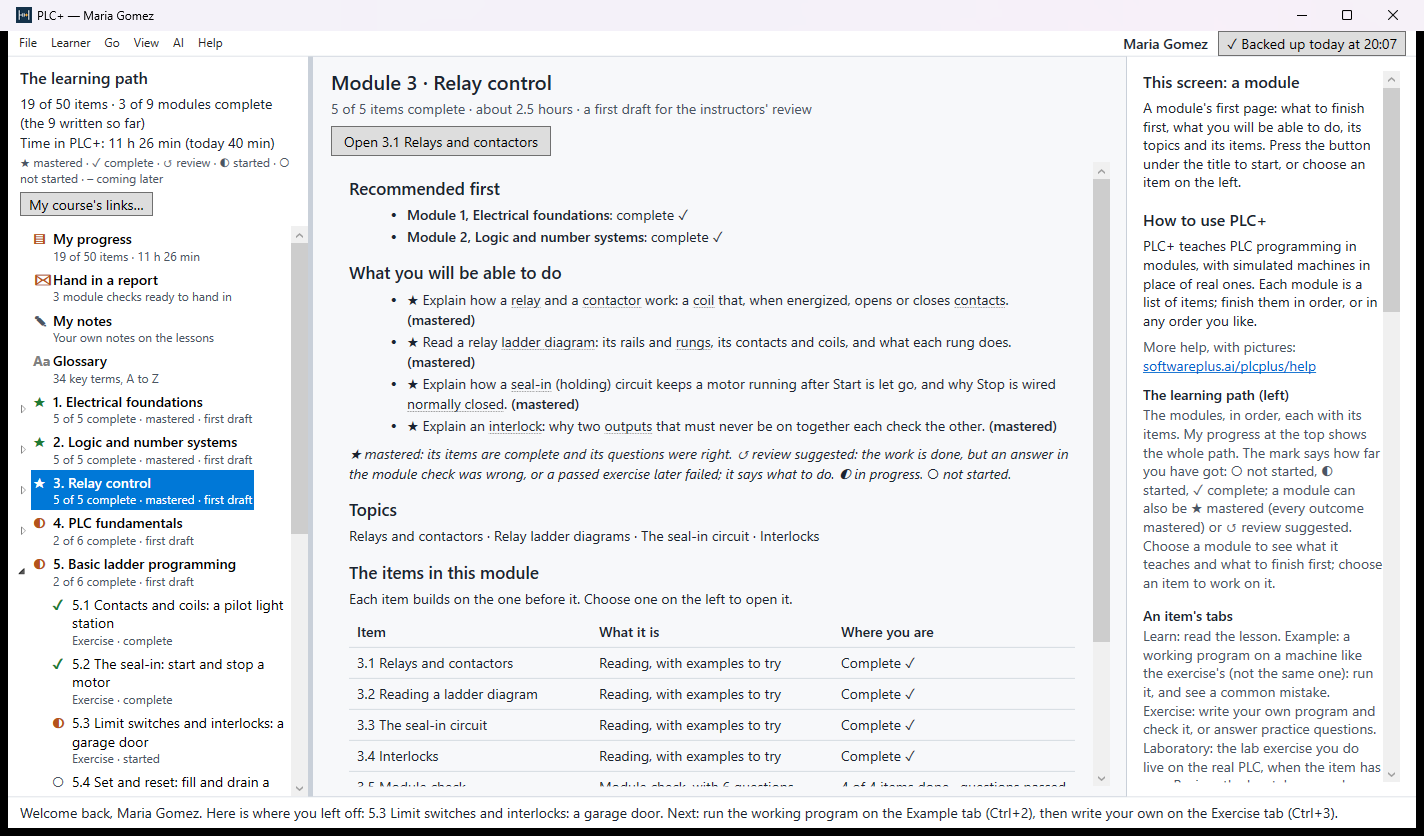 PLC+ — Maria Gomez
File Learner Go View AI Help
Maria Gomez
✓ Backed up today at 20:07
The learning path
19 of 50 items · 3 of 9 modules complete
(the 9 written so far)
Time in PLC+: 11 h 26 min (today 40 min)
★ mastered · ✓ complete · ↺ review · ◐ started · ○
not started · – coming later
My course's links...
My progress
19 of 50 items · 11 h 26 min
Hand in a report
3 module checks ready to hand in
My notes
Your own notes on the lessons
Aa Glossary
34 key terms, A to Z
★ 1. Electrical foundations
5 of 5 complete · mastered · first draft
★ 2. Logic and number systems
5 of 5 complete · mastered · first draft
★ 3. Relay control
5 of 5 complete · mastered · first draft
◐ 4. PLC fundamentals
2 of 6 complete · first draft
◐ 5. Basic ladder programming
2 of 6 complete · first draft
✓ 5.1 Contacts and coils: a pilot light
station
Exercise · complete
✓ 5.2 The seal-in: start and stop a
motor
Exercise · complete
◐ 5.3 Limit switches and interlocks: a
garage door
Exercise · started
○ 5.4 Set and reset: fill and drain a
Module 3 · Relay control
5 of 5 items complete · about 2.5 hours · a first draft for the instructors' review
Open 3.1 Relays and contactors
Recommended first
• Module 1, Electrical foundations: complete ✓
• Module 2, Logic and number systems: complete ✓
What you will be able to do
• ★ Explain how a relay and a contactor work: a coil that, when energized, opens or closes contacts.
(mastered)
• ★ Read a relay ladder diagram: its rails and rungs, its contacts and coils, and what each rung does.
(mastered)
• ★ Explain how a seal-in (holding) circuit keeps a motor running after Start is let go, and why Stop is wired
normally closed. (mastered)
• ★ Explain an interlock: why two outputs that must never be on together each check the other. (mastered)
★ mastered: its items are complete and its questions were right. ↺ review suggested: the work is done, but an answer in
the module check was wrong, or a passed exercise later failed; it says what to do. ◐ in progress. ○ not started.
Topics
Relays and contactors · Relay ladder diagrams · The seal-in circuit · Interlocks
The items in this module
Each item builds on the one before it. Choose one on the left to open it.
Item What it is Where you are
3.1 Relays and contactors Reading, with examples to try Complete ✓
3.2 Reading a ladder diagram Reading, with examples to try Complete ✓
3.3 The seal-in circuit Reading, with examples to try Complete ✓
3.4 Interlocks Reading, with examples to try Complete ✓
3.5 Module check Module check, with 6 questions 4 of 4 items done · questions passed
This screen: a module
A module's first page: what to finish
first, what you will be able to do, its
topics and its items. Press the button
under the title to start, or choose an
item on the left.
How to use PLC+
PLC+ teaches PLC programming in
modules, with simulated machines in
place of real ones. Each module is a
list of items; finish them in order, or in
any order you like.
More help, with pictures:
softwareplus.ai/plcplus/help
The learning path (left)
The modules, in order, each with its
items. My progress at the top shows
the whole path. The mark says how far
you have got: ○ not started, ◐
started, ✓ complete; a module can
also be ★ mastered (every outcome
mastered) or ↺ review suggested.
Choose a module to see what it
teaches and what to finish first; choose
an item to work on it.
An item's tabs
Learn: read the lesson. Example: a
working program on a machine like
the exercise's (not the same one): run
it, and see a common mistake.
Exercise: write your own program and
check it, or answer practice questions.
Laboratory: the lab exercise you do
live on the real PLC, when the item has
Welcome back, Maria Gomez. Here is where you left off: 5.3 Limit switches and interlocks: a garage door. Next: run the working program on the Example tab (Ctrl+2), then write your own on the Exercise tab (Ctrl+3).